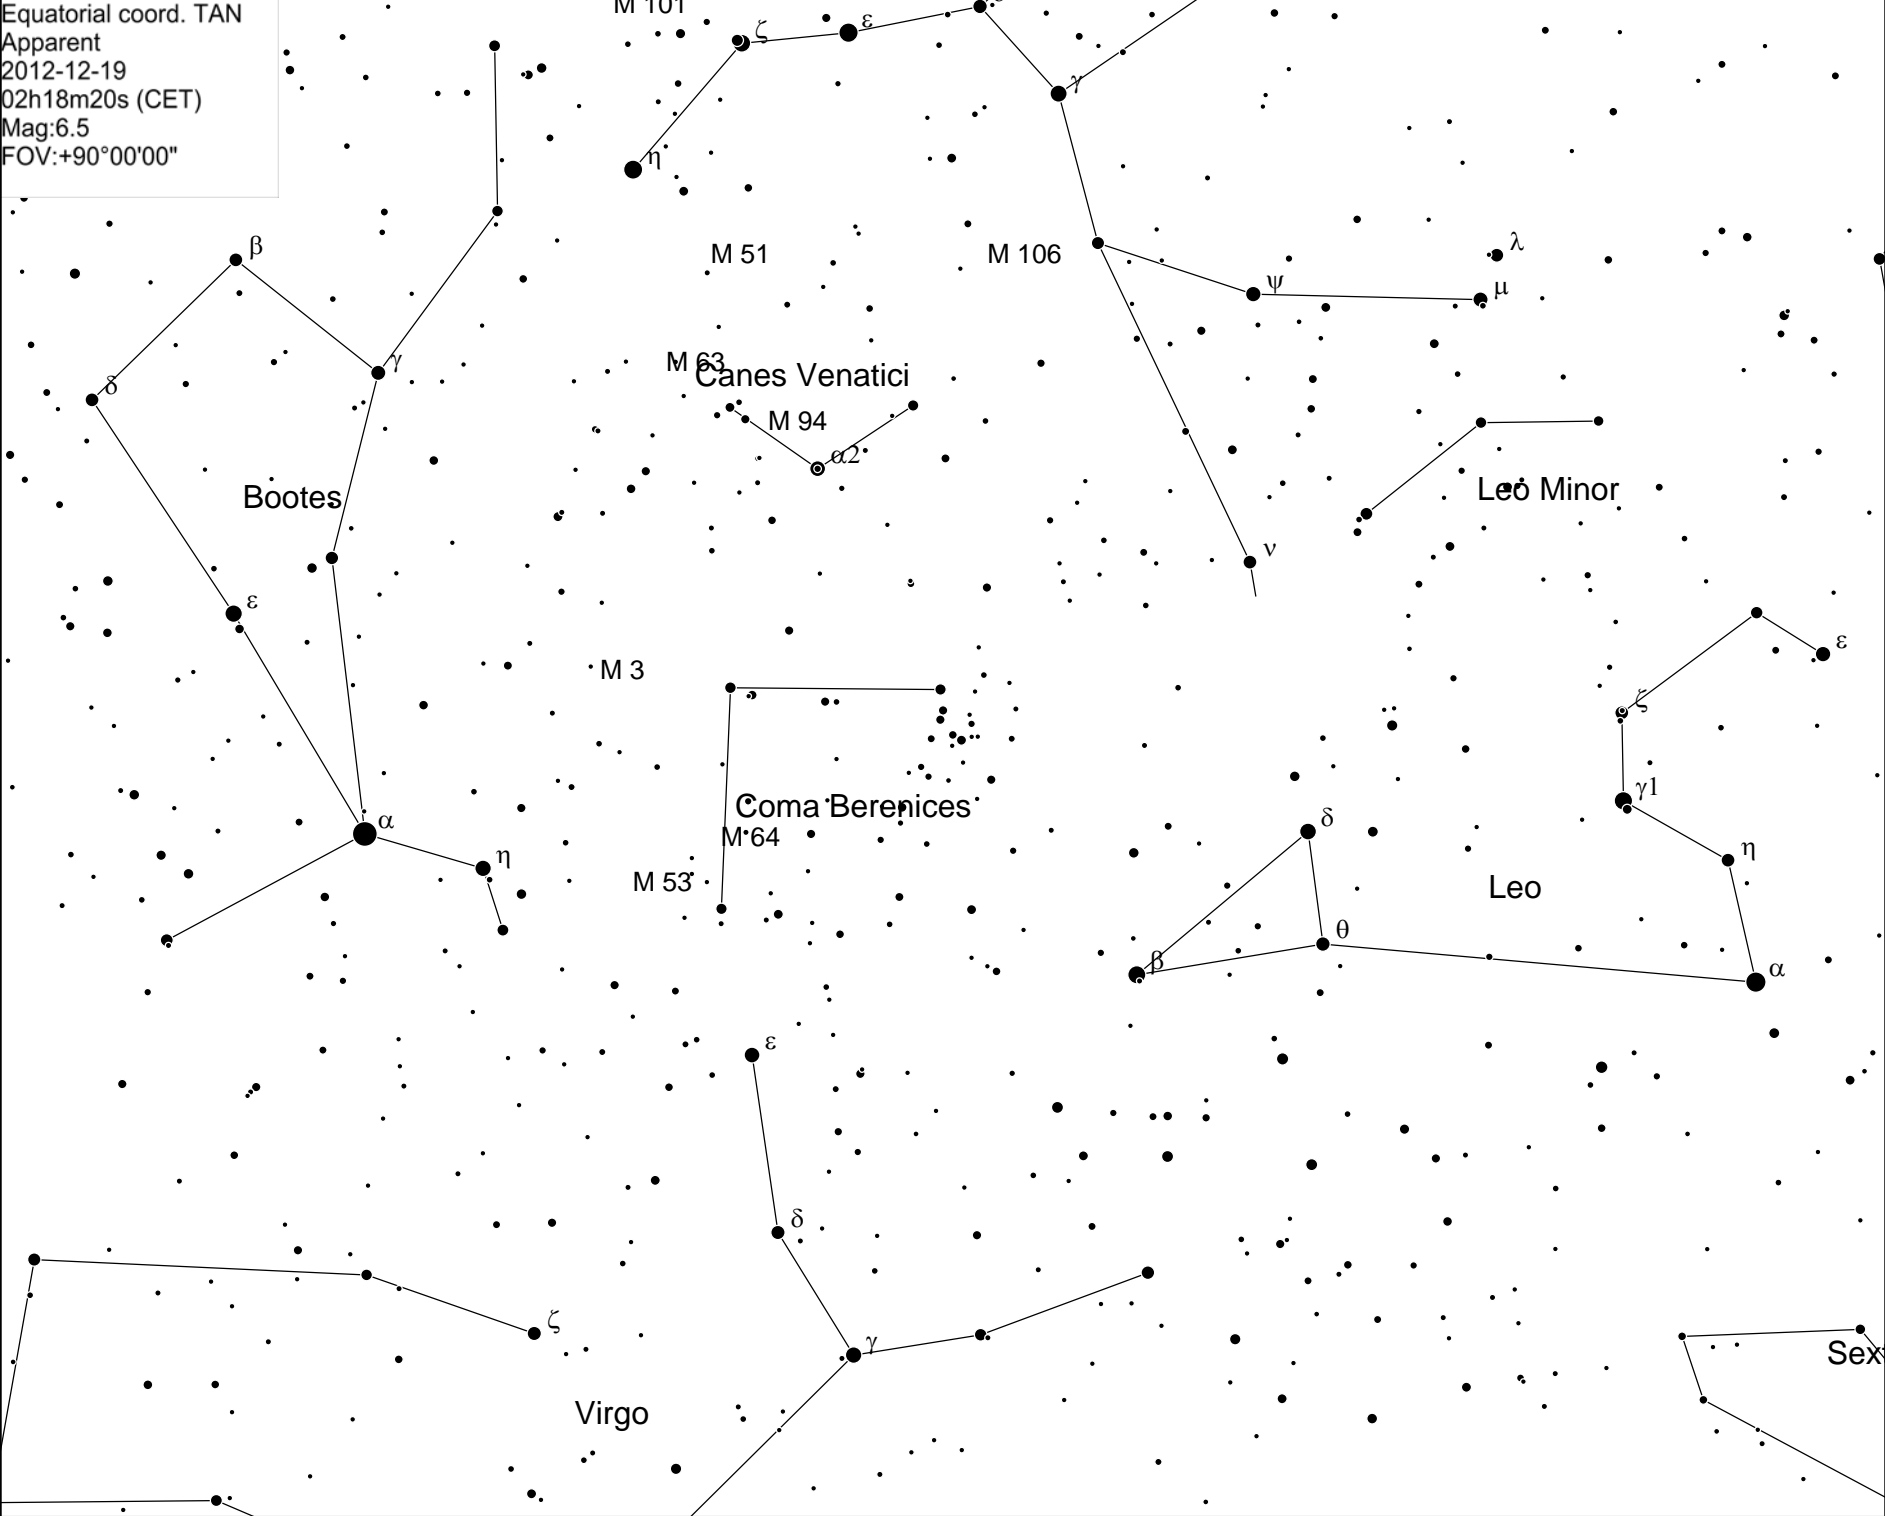 Equatorial coord. TAN
Apparent
2012-12-19
02h18m20s (CET)
Mag:6.5
FOV:+90°00'00"
M 101
ζ
ε
γ
η
β
M 51
M 106
λ
ψ
μ
γ
M 63
Canes Venatici
δ
M 94
α2
Bootes
Leo Minor
ν
ε
ε
M 3
ζ
γ1
Coma Berenices
α
δ
M 64
η
η
M 53
Leo
θ
β
α
ε
δ
ζ
γ
Sex
Virgo